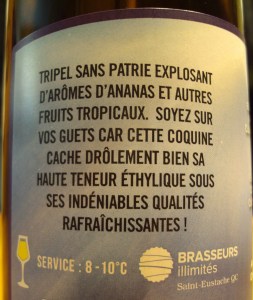 TRIPEL SANS PATRIE EXPLOSANT
D'ARÔMES D'ANANAS ET AUTRES
FRUITS TROPICAUX. SOYEZ SUR
VOS GUETS CAR CETTE COQUINE
CACHE DRÔLEMENT BIEN SA
HAUTE TENEUR ÉTHYLIQUE SOUS
SES INDÉNIABLES QUALITÉS
RAFRAÎCHISSANTES !
SERVICE : 8-10°C
BRASSEURS
illimités
Saint-Eustache QC